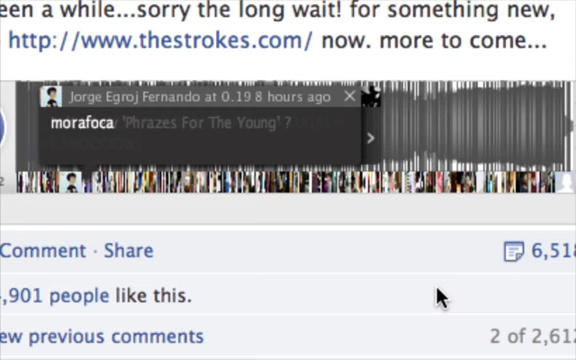 een a while...sorry the long wait! for something new,
http://www.thestrokes.com/ now. more to come...
Jorge Egroj Fernando at 0.19 8 hours ago
morafoca 'Phrazes For The Young' ?
2
Comment · Share
6,518
,901 people like this.
ew previous comments
2 of 2,612